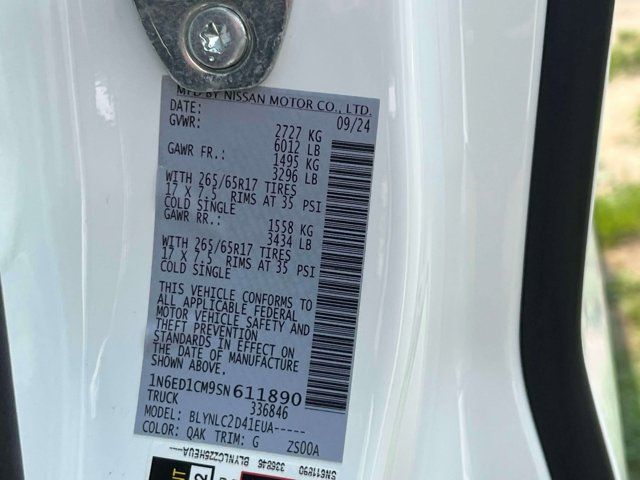 MFD BY NISSAN MOTOR CO., LTD.
DATE: 09/24
GVWR: 2727 KG
6012 LB
GAWR FR.: 1495 KG
3296 LB
WITH 265/65R17 TIRES
17 X 7.5 RIMS AT 35 PSI
COLD SINGLE
GAWR RR.: 1558 KG
3434 LB
WITH 265/65R17 TIRES
17 X 7.5 RIMS AT 35 PSI
COLD SINGLE
THIS VEHICLE CONFORMS TO
ALL APPLICABLE FEDERAL
MOTOR VEHICLE SAFETY AND
THEFT PREVENTION
STANDARDS IN EFFECT ON
THE DATE OF MANUFACTURE
SHOWN ABOVE.
1N6ED1CM9SN611890
TRUCK 336846
MODEL: BLYNLC2D41EUA-----
COLOR: QAK TRIM: G ZS00A
SN611890 336846